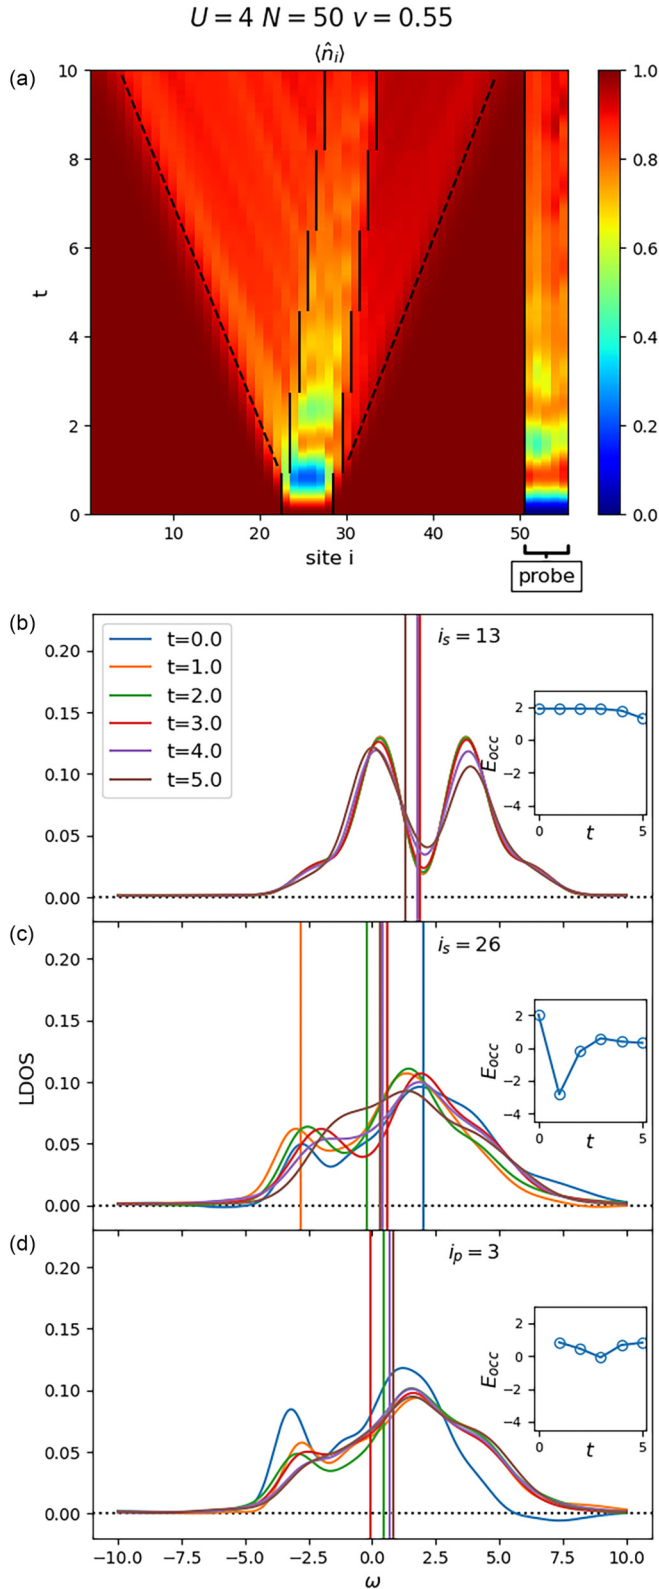 U = 4 N = 50 v = 0.55
⟨n̂ᵢ⟩
(a)
10
8
6
4
2
0
t
10 20 30 40 50
site i
probe
1.0
0.8
0.6
0.4
0.2
0.0
(b)
t=0.0
t=1.0
t=2.0
t=3.0
t=4.0
t=5.0
iₛ = 13
0.20
0.15
0.10
0.05
0.00
E_occ
2
0
−2
−4
0 5
t
(c)
iₛ = 26
LDOS
0.20
0.15
0.10
0.05
0.00
E_occ
2
0
−2
−4
0 5
t
(d)
iₚ = 3
0.20
0.15
0.10
0.05
0.00
E_occ
2
0
−2
−4
0 5
t
−10.0 −7.5 −5.0 −2.5 0.0 2.5 5.0 7.5 10.0
ω